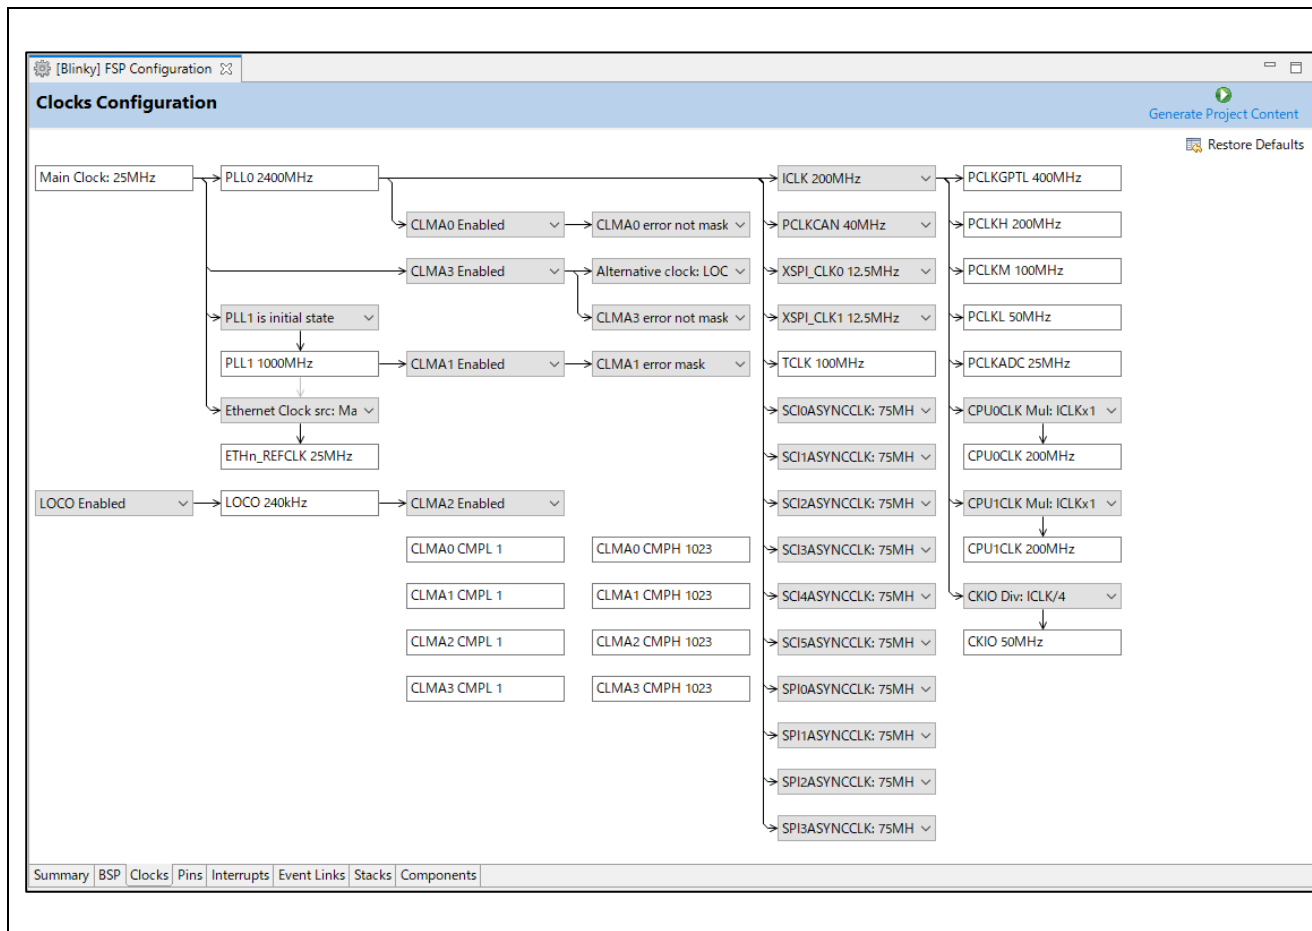 [Blinky] FSP Configuration
Clocks Configuration
Generate Project Content
Restore Defaults
Main Clock: 25MHz
PLL0 2400MHz
ICLK 200MHz
PCLKGPTL 400MHz
CLMA0 Enabled
CLMA0 error not mask
PCLKCAN 40MHz
PCLKH 200MHz
CLMA3 Enabled
Alternative clock: LOC
XSPI_CLK0 12.5MHz
PCLKM 100MHz
PLL1 is initial state
CLMA3 error not mask
XSPI_CLK1 12.5MHz
PCLKL 50MHz
PLL1 1000MHz
CLMA1 Enabled
CLMA1 error mask
TCLK 100MHz
PCLKADC 25MHz
Ethernet Clock src: Ma
SCI0ASYNCCLK: 75MH
CPU0CLK Mul: ICLKx1
ETHn_REFCLK 25MHz
SCI1ASYNCCLK: 75MH
CPU0CLK 200MHz
LOCO Enabled
LOCO 240kHz
CLMA2 Enabled
SCI2ASYNCCLK: 75MH
CPU1CLK Mul: ICLKx1
CLMA0 CMPL 1
CLMA0 CMPH 1023
SCI3ASYNCCLK: 75MH
CPU1CLK 200MHz
CLMA1 CMPL 1
CLMA1 CMPH 1023
SCI4ASYNCCLK: 75MH
CKIO Div: ICLK/4
CLMA2 CMPL 1
CLMA2 CMPH 1023
SCI5ASYNCCLK: 75MH
CKIO 50MHz
CLMA3 CMPL 1
CLMA3 CMPH 1023
SPI0ASYNCCLK: 75MH
SPI1ASYNCCLK: 75MH
SPI2ASYNCCLK: 75MH
SPI3ASYNCCLK: 75MH
Summary BSP Clocks Pins Interrupts Event Links Stacks Components